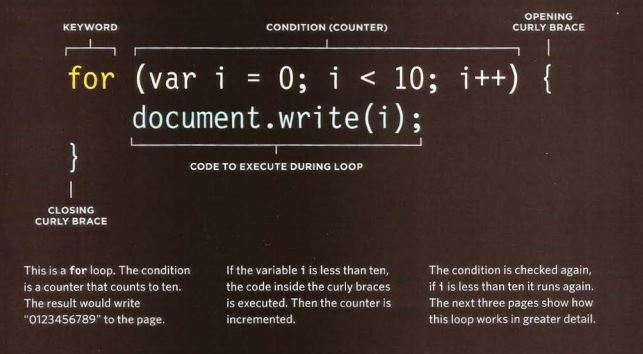 KEYWORD
CONDITION (COUNTER)
OPENING
CURLY BRACE
for (var i = 0; i < 10; i++) {
document.write(i);
}
CODE TO EXECUTE DURING LOOP
CLOSING
CURLY BRACE
This is a for loop. The condition
is a counter that counts to ten.
The result would write
"0123456789" to the page.
If the variable i is less than ten,
the code inside the curly braces
is executed. Then the counter is
incremented.
The condition is checked again,
if i is less than ten it runs again.
The next three pages show how
this loop works in greater detail.